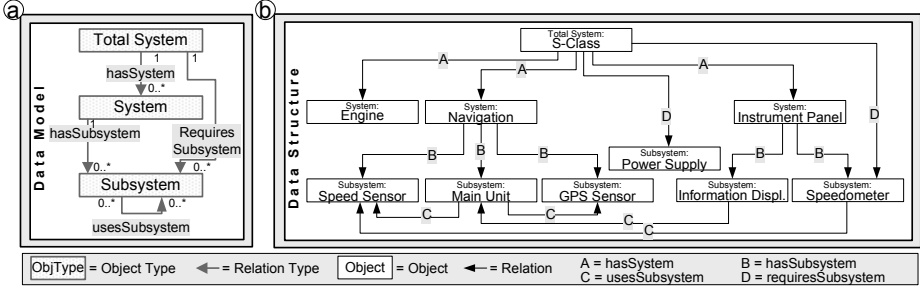 a
Data Model
Total System
1
1
hasSystem
0..*
System
1
hasSubsystem
Requires
Subsystem
0..*
0..*
Subsystem
0..*
0..*
usesSubsystem
b
Data Structure
Total System:
S-Class
A
A
A
D
D
System:
Engine
System:
Navigation
System:
Instrument Panel
B
B
B
B
B
Subsystem:
Power Supply
Subsystem:
Speed Sensor
Subsystem:
Main Unit
Subsystem:
GPS Sensor
Subsystem:
Information Displ.
Subsystem:
Speedometer
C
C
C
C
ObjType = Object Type
= Relation Type
Object = Object
= Relation
A = hasSystem
B = hasSubsystem
C = usesSubsystem
D = requiresSubsystem